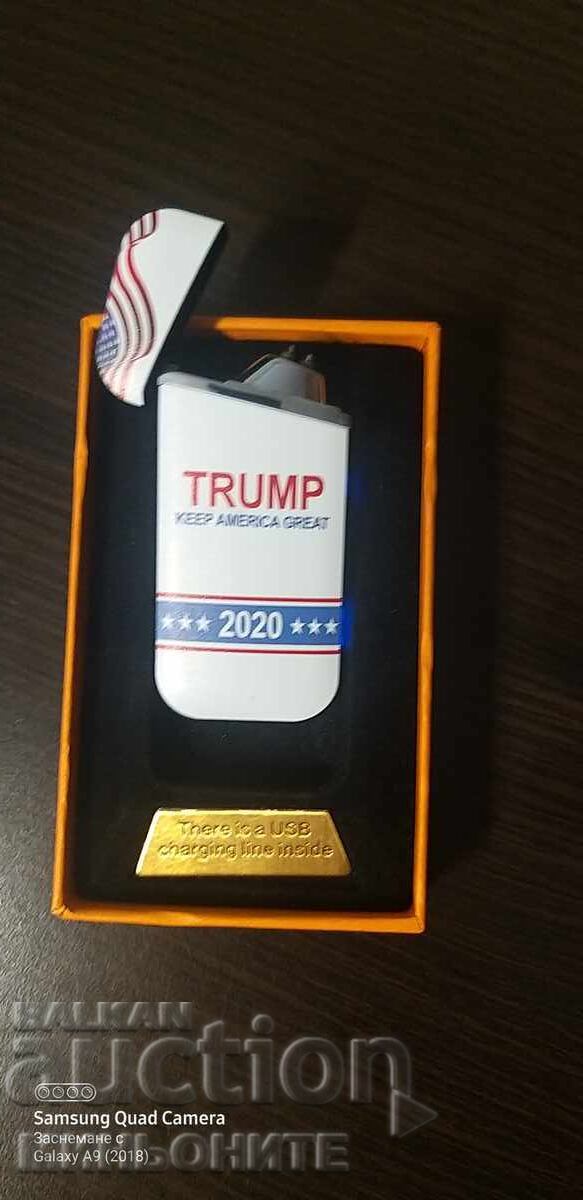 TRUMP
KEEP AMERICA GREAT
★★★ 2020 ★★★
There is a USB
charging line inside
BALKAN
auction
Samsung Quad Camera
Заснемане с
Galaxy A9 (2018)